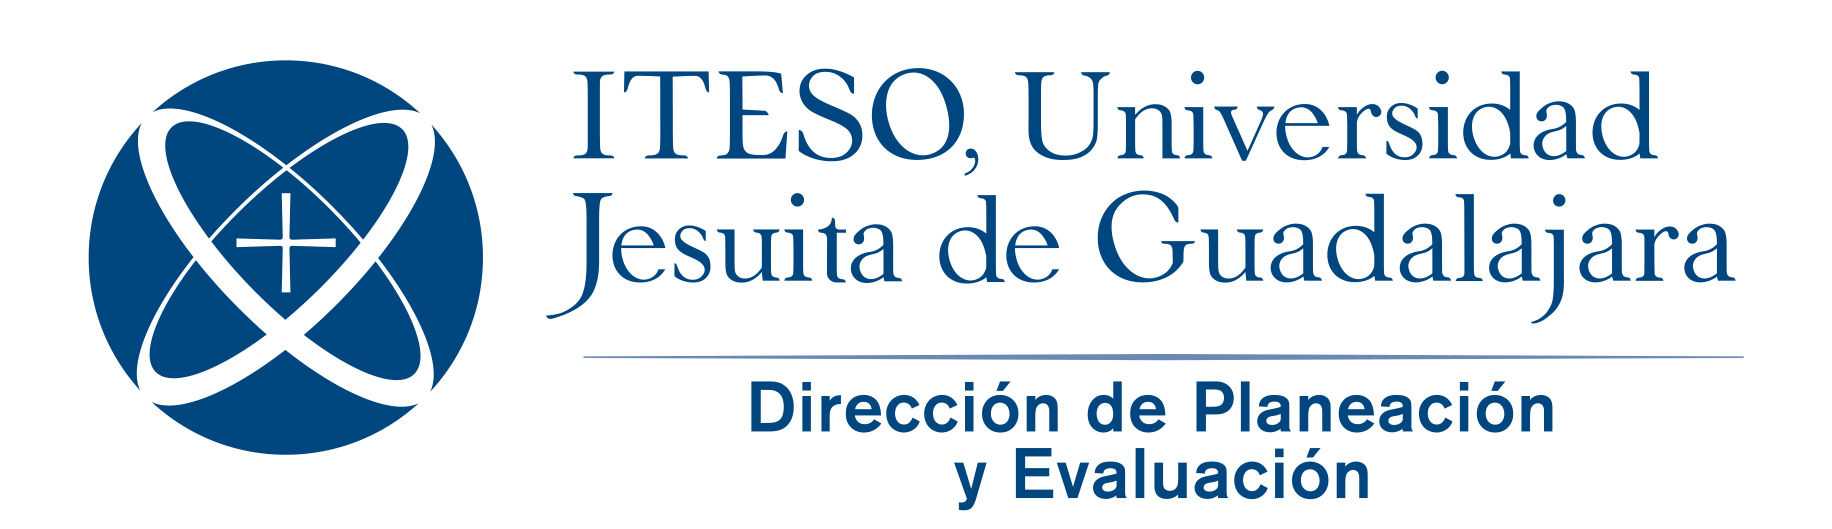 ITESO, Universidad
Jesuita de Guadalajara
Dirección de Planeación
y Evaluación